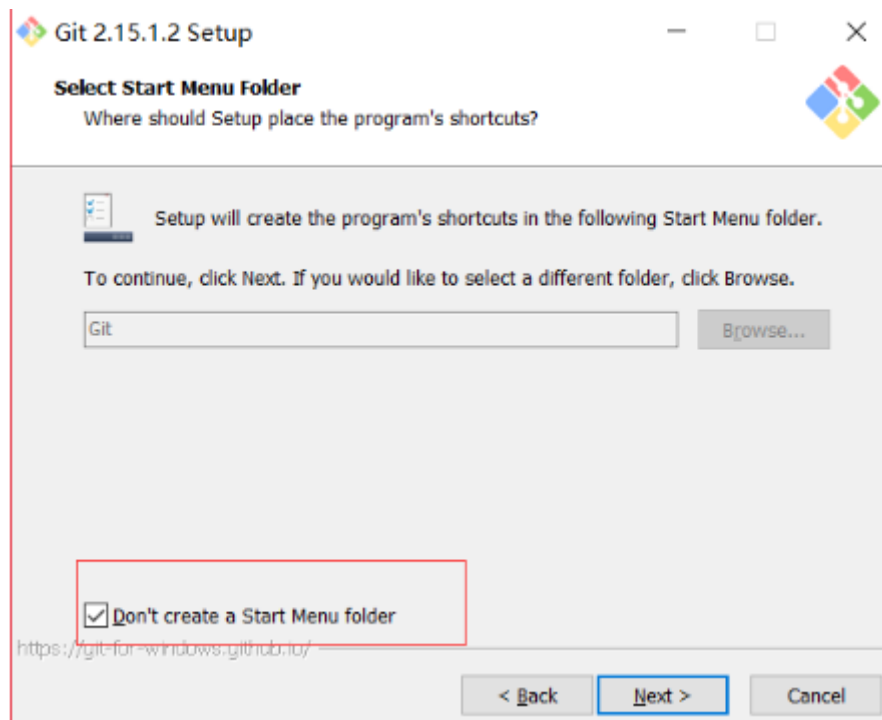 Git 2.15.1.2 Setup
Select Start Menu Folder
Where should Setup place the program's shortcuts?
Setup will create the program's shortcuts in the following Start Menu folder.
To continue, click Next. If you would like to select a different folder, click Browse.
Git
Browse...
Don't create a Start Menu folder
https://git-for-windows.github.io/
< Back
Next >
Cancel